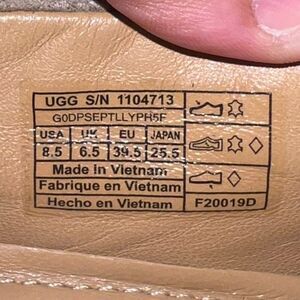 UGG S/N 1104713
G0DPSEPTLLYPH5F
USA UK EU JAPAN
8.5 6.5 39.5 25.5
Made in Vietnam
Fabrique en Vietnam
Hecho en Vietnam F20019D